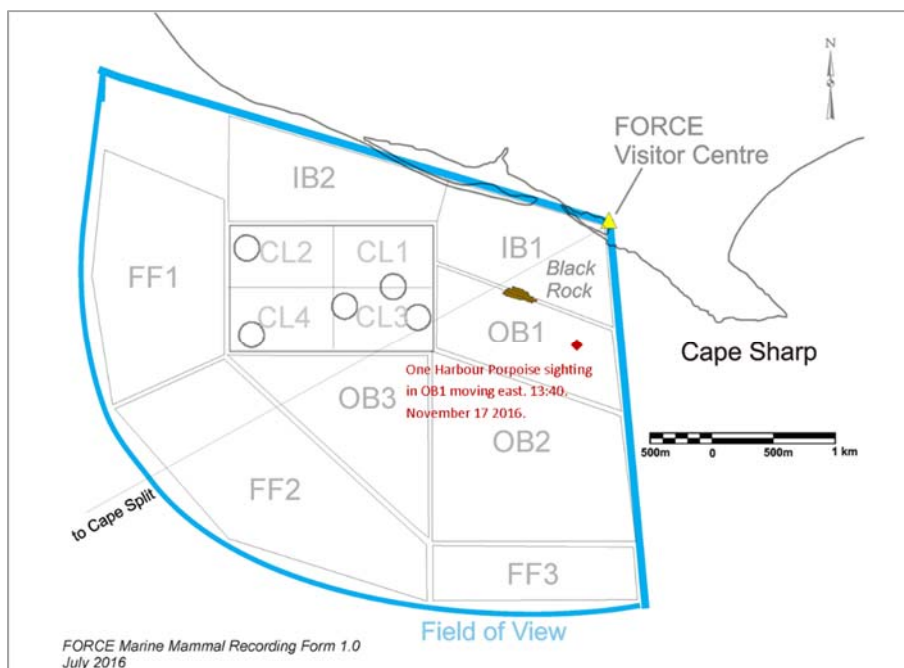 N
FORCE
Visitor Centre
IB2
CL2
CL1
IB1
FF1
Black
Rock
CL4
CL3
OB1
Cape Sharp
One Harbour Porpoise sighting
in OB1 moving east. 13:40.
November 17 2016.
OB3
OB2
500m
0
500m
1 km
FF2
to Cape Split
FF3
Field of View
FORCE Marine Mammal Recording Form 1.0
July 2016